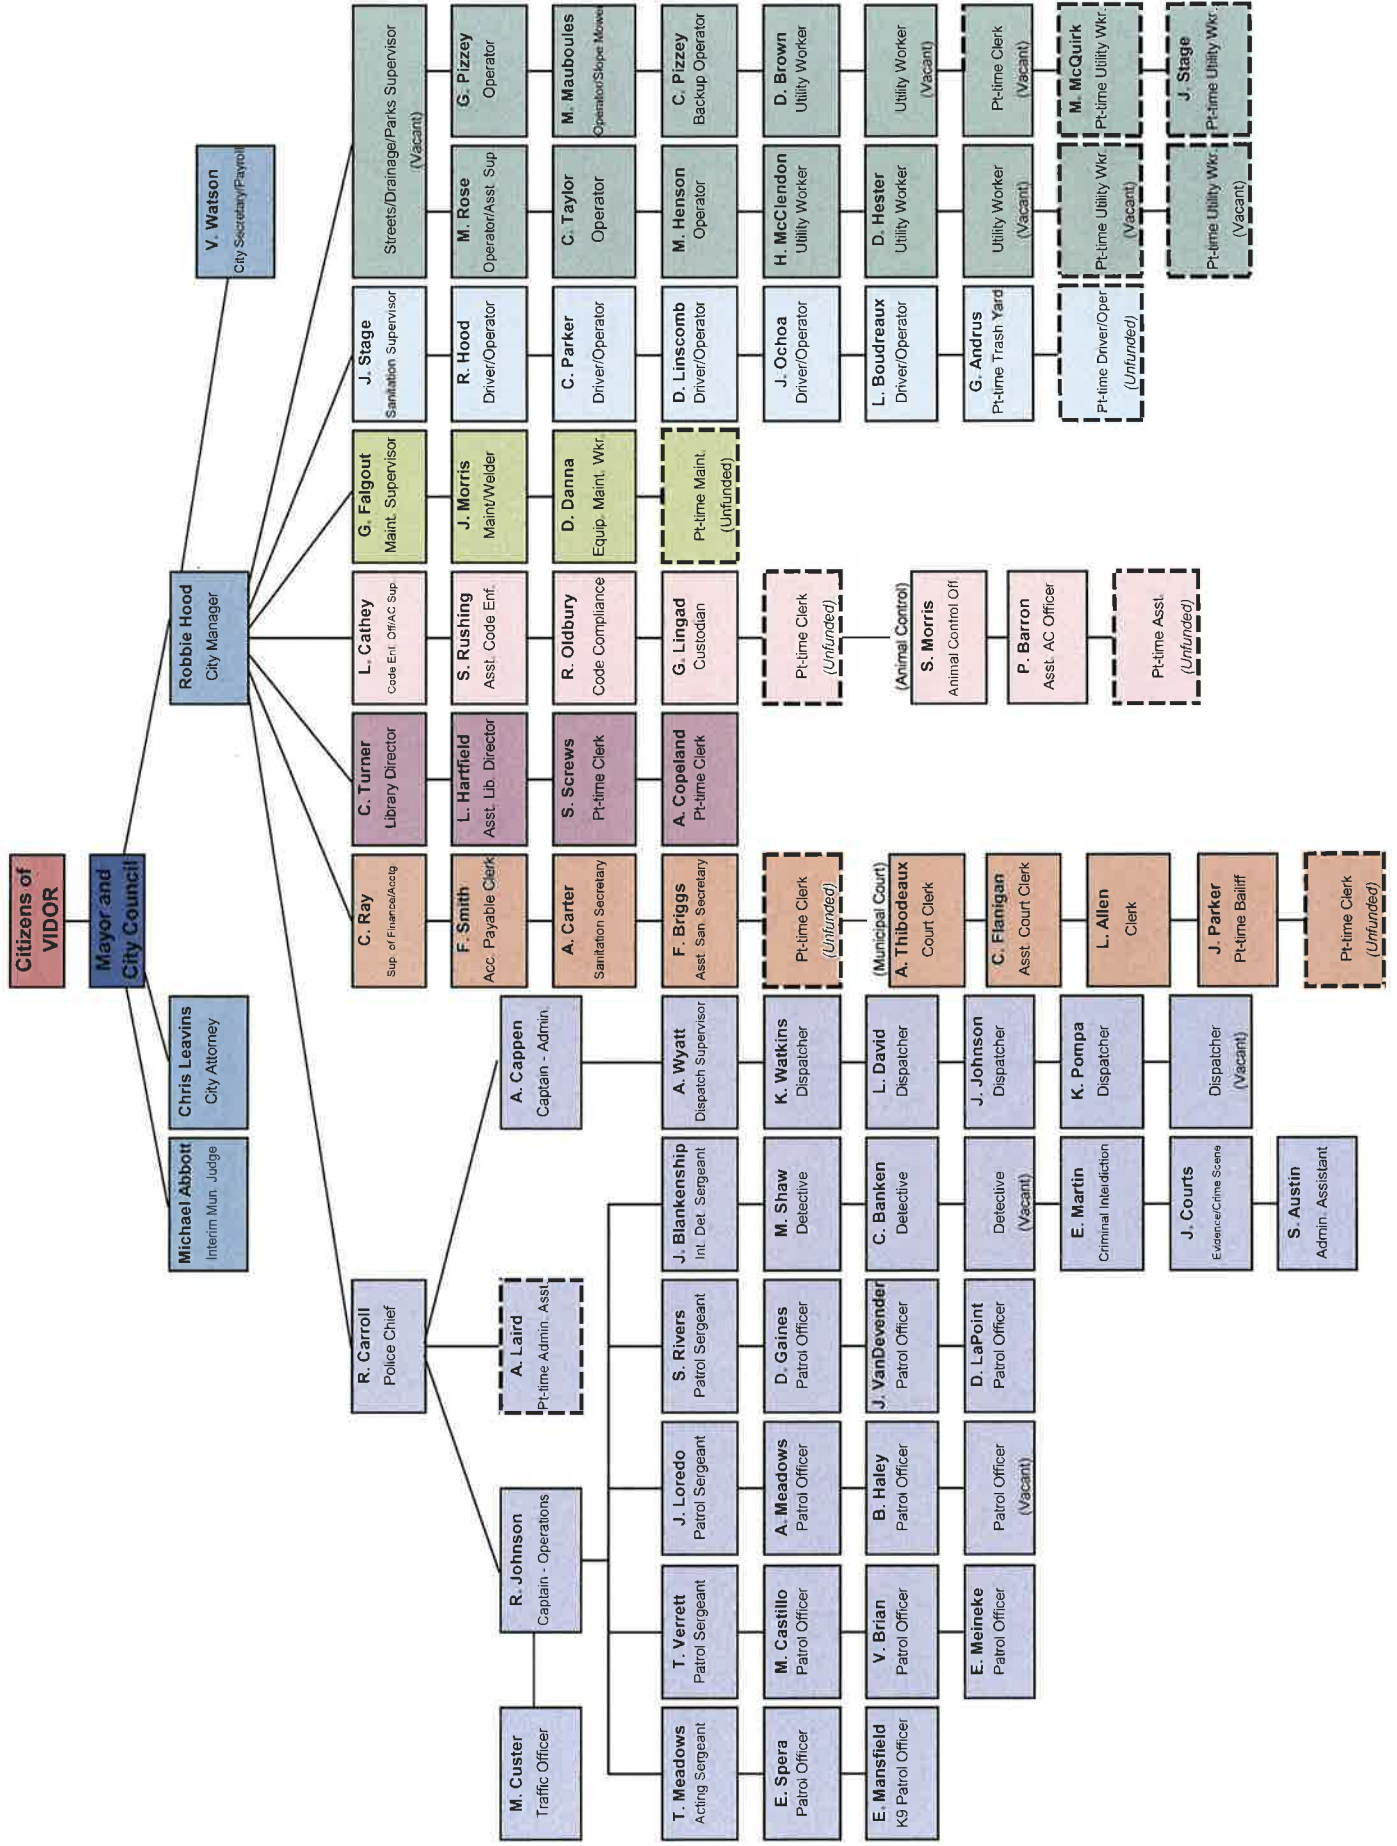 Citizens of
VIDOR
Mayor and
City Council
Michael Abbott
Interim Mun. Judge
Chris Leavins
City Attorney
Robbie Hood
City Manager
V. Watson
City Secretary/Payroll
R. Carroll
Police Chief
C. Ray
Sup of Finance/Acctg
C. Turner
Library Director
L. Cathey
Code Enf. Off/AC Sup
G. Falgout
Maint. Supervisor
J. Stage
Sanitation Supervisor
Streets/Drainage/Parks Supervisor
(Vacant)
M. Custer
Traffic Officer
R. Johnson
Captain - Operations
A. Laird
Pt-time Admin. Asst
A. Cappen
Captain - Admin.
T. Meadows
Acting Sergeant
E. Spera
Patrol Officer
E. Mansfield
K9 Patrol Officer
T. Verrett
Patrol Sergeant
M. Castillo
Patrol Officer
V. Brian
Patrol Officer
E. Meineke
Patrol Officer
J. Loredo
Patrol Sergeant
A. Meadows
Patrol Officer
B. Haley
Patrol Officer
Patrol Officer
(Vacant)
S. Rivers
Patrol Sergeant
D. Gaines
Patrol Officer
J. VanDevender
Patrol Officer
D. LaPoint
Patrol Officer
J. Blankenship
Int. Det. Sergeant
M. Shaw
Detective
C. Banken
Detective
Detective
(Vacant)
E. Martin
Criminal Interdiction
J. Courts
Evidence/Crime Scene
S. Austin
Admin. Assistant
A. Wyatt
Dispatch Supervisor
K. Watkins
Dispatcher
L. David
Dispatcher
J. Johnson
Dispatcher
K. Pompa
Dispatcher
Dispatcher
(Vacant)
F. Smith
Acc. Payable Clerk
A. Carter
Sanitation Secretary
F. Briggs
Asst. San. Secretary
Pt-time Clerk
(Unfunded)
(Municipal Court)
A. Thibodeaux
Court Clerk
C. Flanigan
Asst. Court Clerk
L. Allen
Clerk
J. Parker
Pt-time Bailiff
Pt-time Clerk
(Unfunded)
L. Hartfield
Asst. Lib. Director
S. Screws
Pt-time Clerk
A. Copeland
Pt-time Clerk
S. Rushing
Asst. Code Enf.
R. Oldbury
Code Compliance
G. Lingad
Custodian
Pt-time Clerk
(Unfunded)
(Animal Control)
S. Morris
Animal Control Off.
P. Barron
Asst. AC Officer
Pt-time Asst.
(Unfunded)
J. Morris
Maint/Welder
D. Danna
Equip. Maint. Wkr.
Pt-time Maint.
(Unfunded)
R. Hood
Driver/Operator
C. Parker
Driver/Operator
D. Linscomb
Driver/Operator
J. Ochoa
Driver/Operator
L. Boudreaux
Driver/Operator
G. Andrus
Pt-time Trash Yard
Pt-time Driver/Oper
(Unfunded)
M. Rose
Operator/Asst. Sup
C. Taylor
Operator
M. Henson
Operator
H. McClendon
Utility Worker
D. Hester
Utility Worker
Utility Worker
(Vacant)
Pt-time Utility Wkr.
(Vacant)
Pt-time Utility Wkr.
(Vacant)
G. Pizzey
Operator
M. Mauboules
Operator/Slope Mower
C. Pizzey
Backup Operator
D. Brown
Utility Worker
Utility Worker
(Vacant)
Pt-time Clerk
(Vacant)
M. McQuirk
Pt-time Utility Wkr.
J. Stage
Pt-time Utility Wkr.